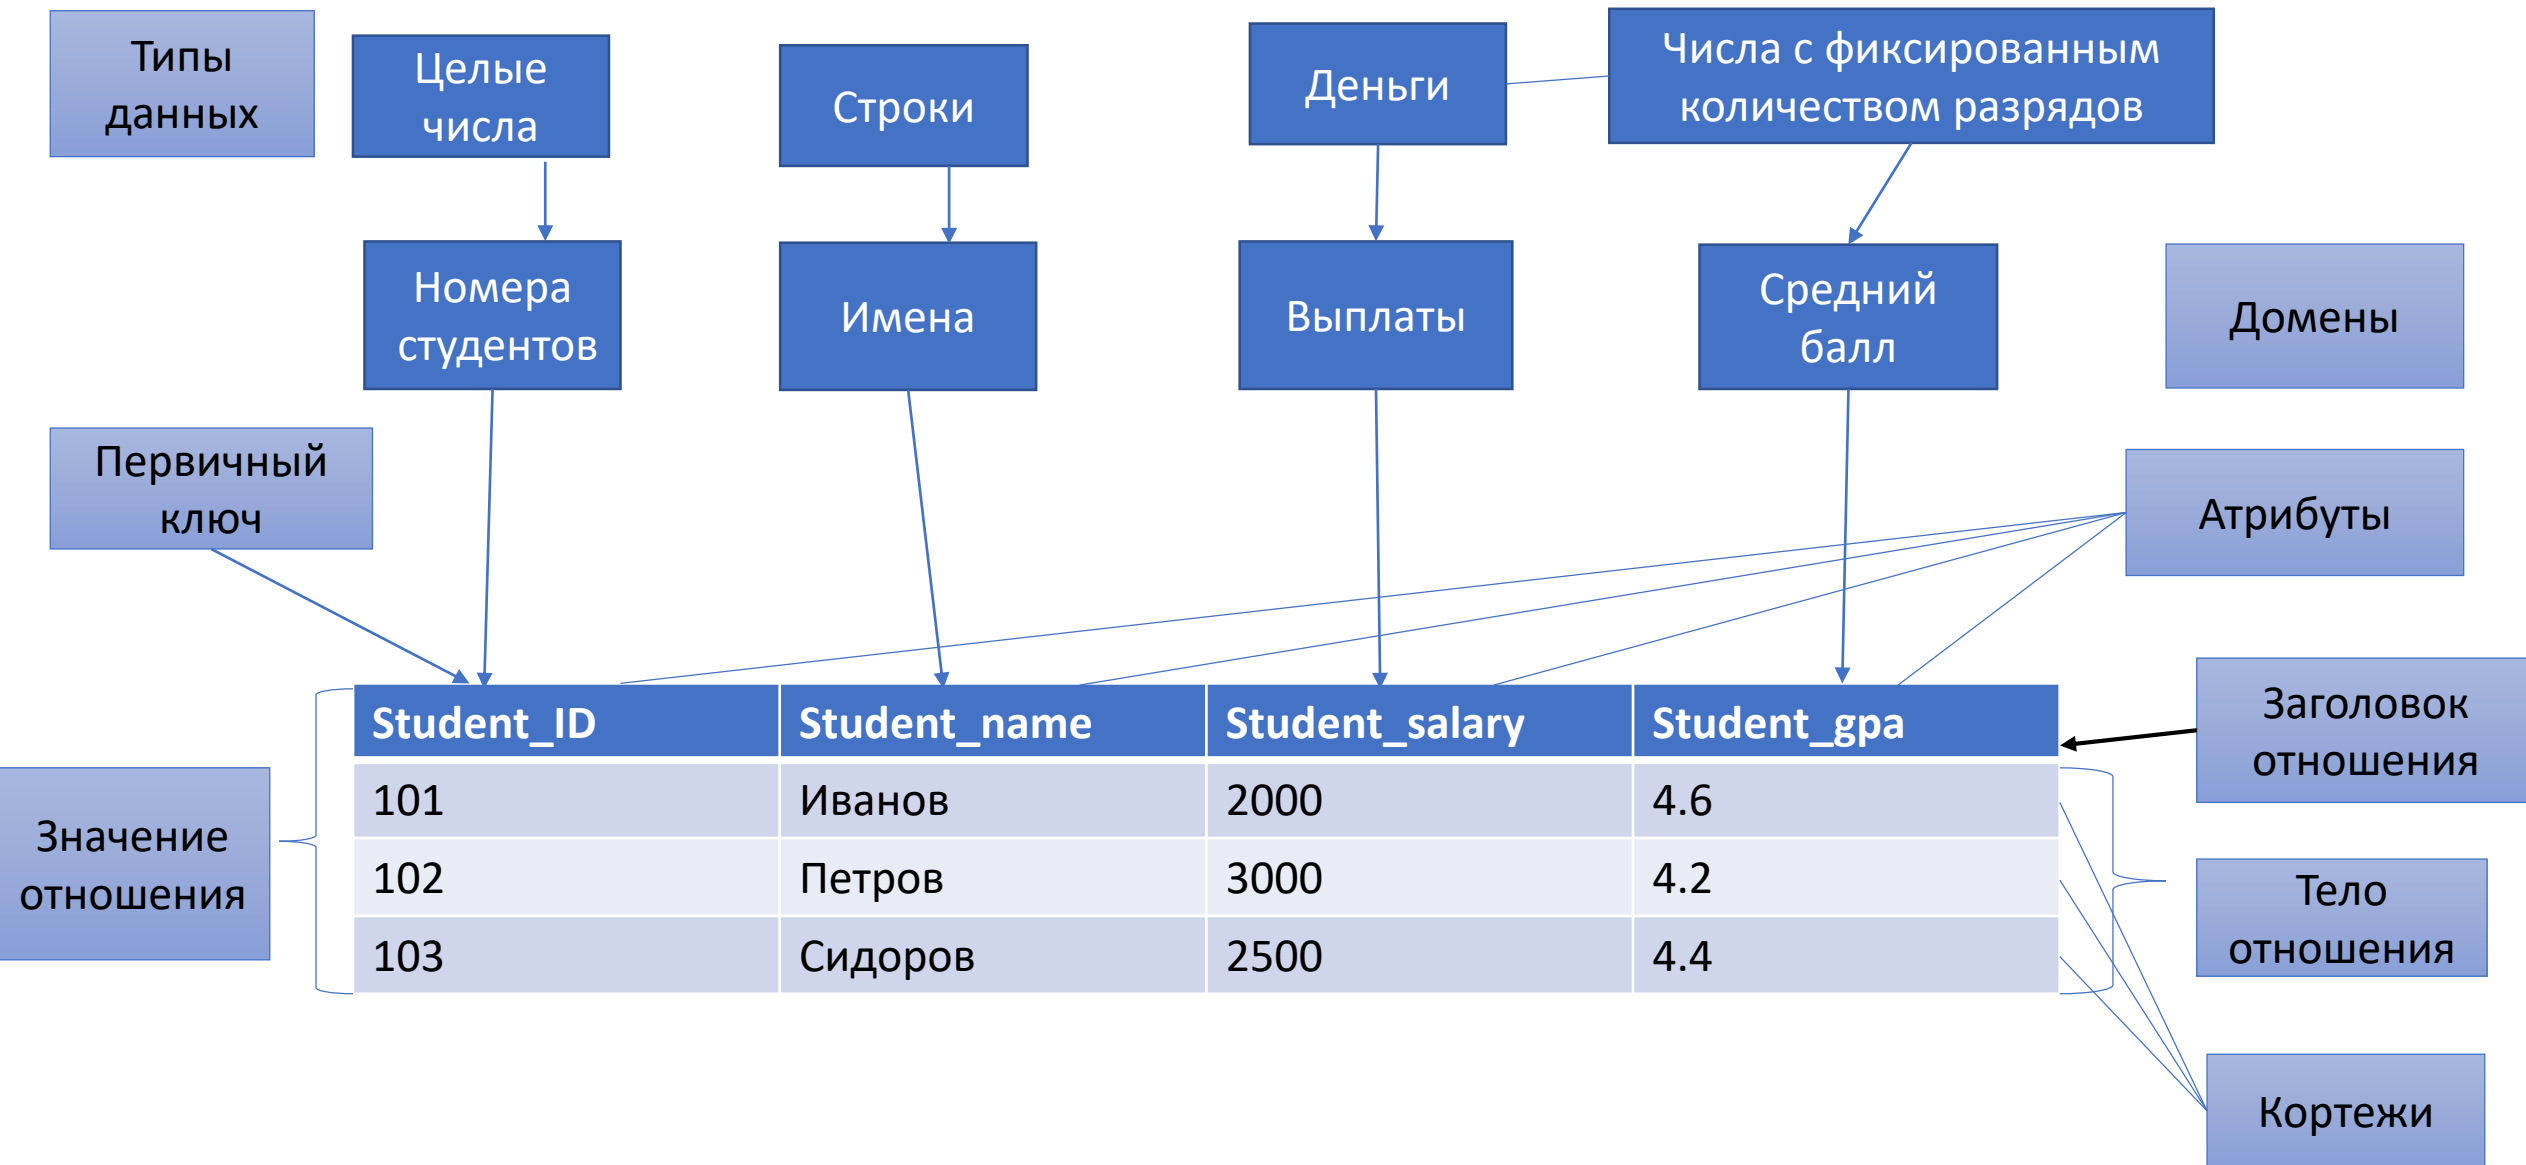 Типы
данных
Целые
числа
Строки
Деньги
Числа с фиксированным
количеством разрядов
Номера
студентов
Имена
Выплаты
Средний
балл
Домены
Первичный
ключ
Атрибуты
Student_ID Student_name Student_salary Student_gpa
101 Иванов 2000 4.6
102 Петров 3000 4.2
103 Сидоров 2500 4.4
Заголовок
отношения
Значение
отношения
Тело
отношения
Кортежи